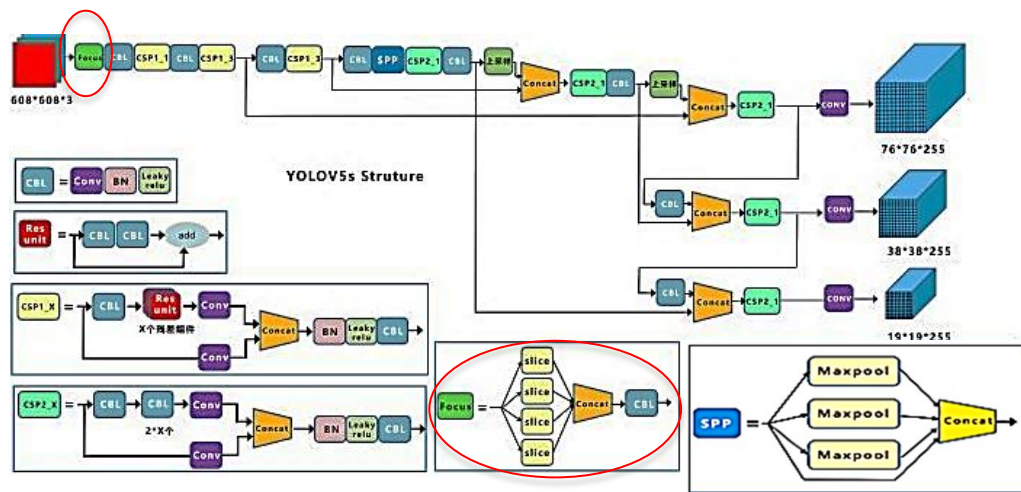 Focus CBL CSP1_1 CBL CSP1_3 CBL CSP1_3 CBL SPP CSP2_1 CBL 上采样 Concat CSP2_1 CBL 上采样 Concat CSP2_1 CONV
608*608*3
76*76*255
YOLOV5s Struture
CBL = Conv BN Leaky relu
CBL Concat CSP2_1 CONV
38*38*255
Res unit = CBL CBL add
CBL Concat CSP2_1 CONV
19*19*255
CSP1_X = CBL Res unit Conv Concat BN Leaky relu CBL
X个残差组件
Conv
CSP2_X = CBL CBL Conv Concat BN Leaky relu CBL
2*X个
Conv
Focus = slice slice slice slice Concat CBL
SPP = Maxpool Maxpool Maxpool Concat